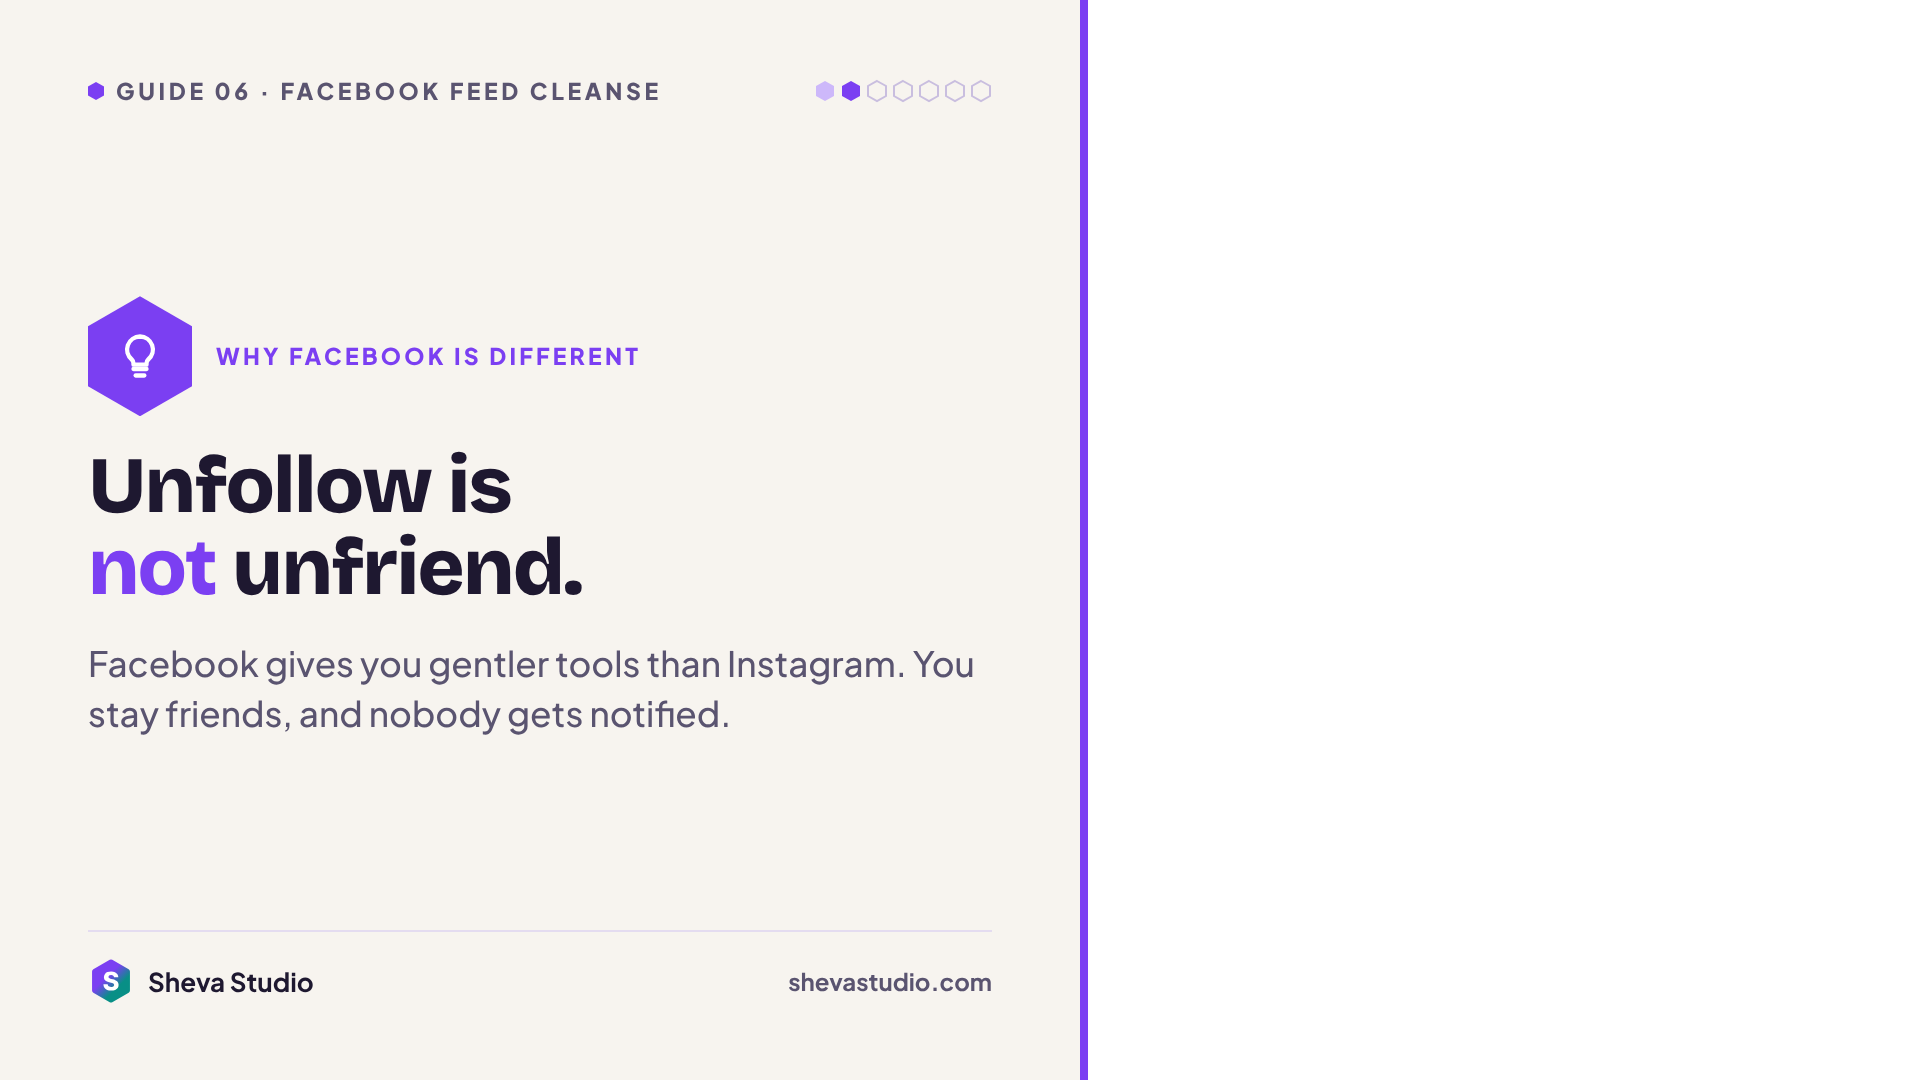 GUIDE 06 · FACEBOOK FEED CLEANSE
WHY FACEBOOK IS DIFFERENT
Unfollow is
not unfriend.
Facebook gives you gentler tools than Instagram. You
stay friends, and nobody gets notified.
S Sheva Studio
shevastudio.com